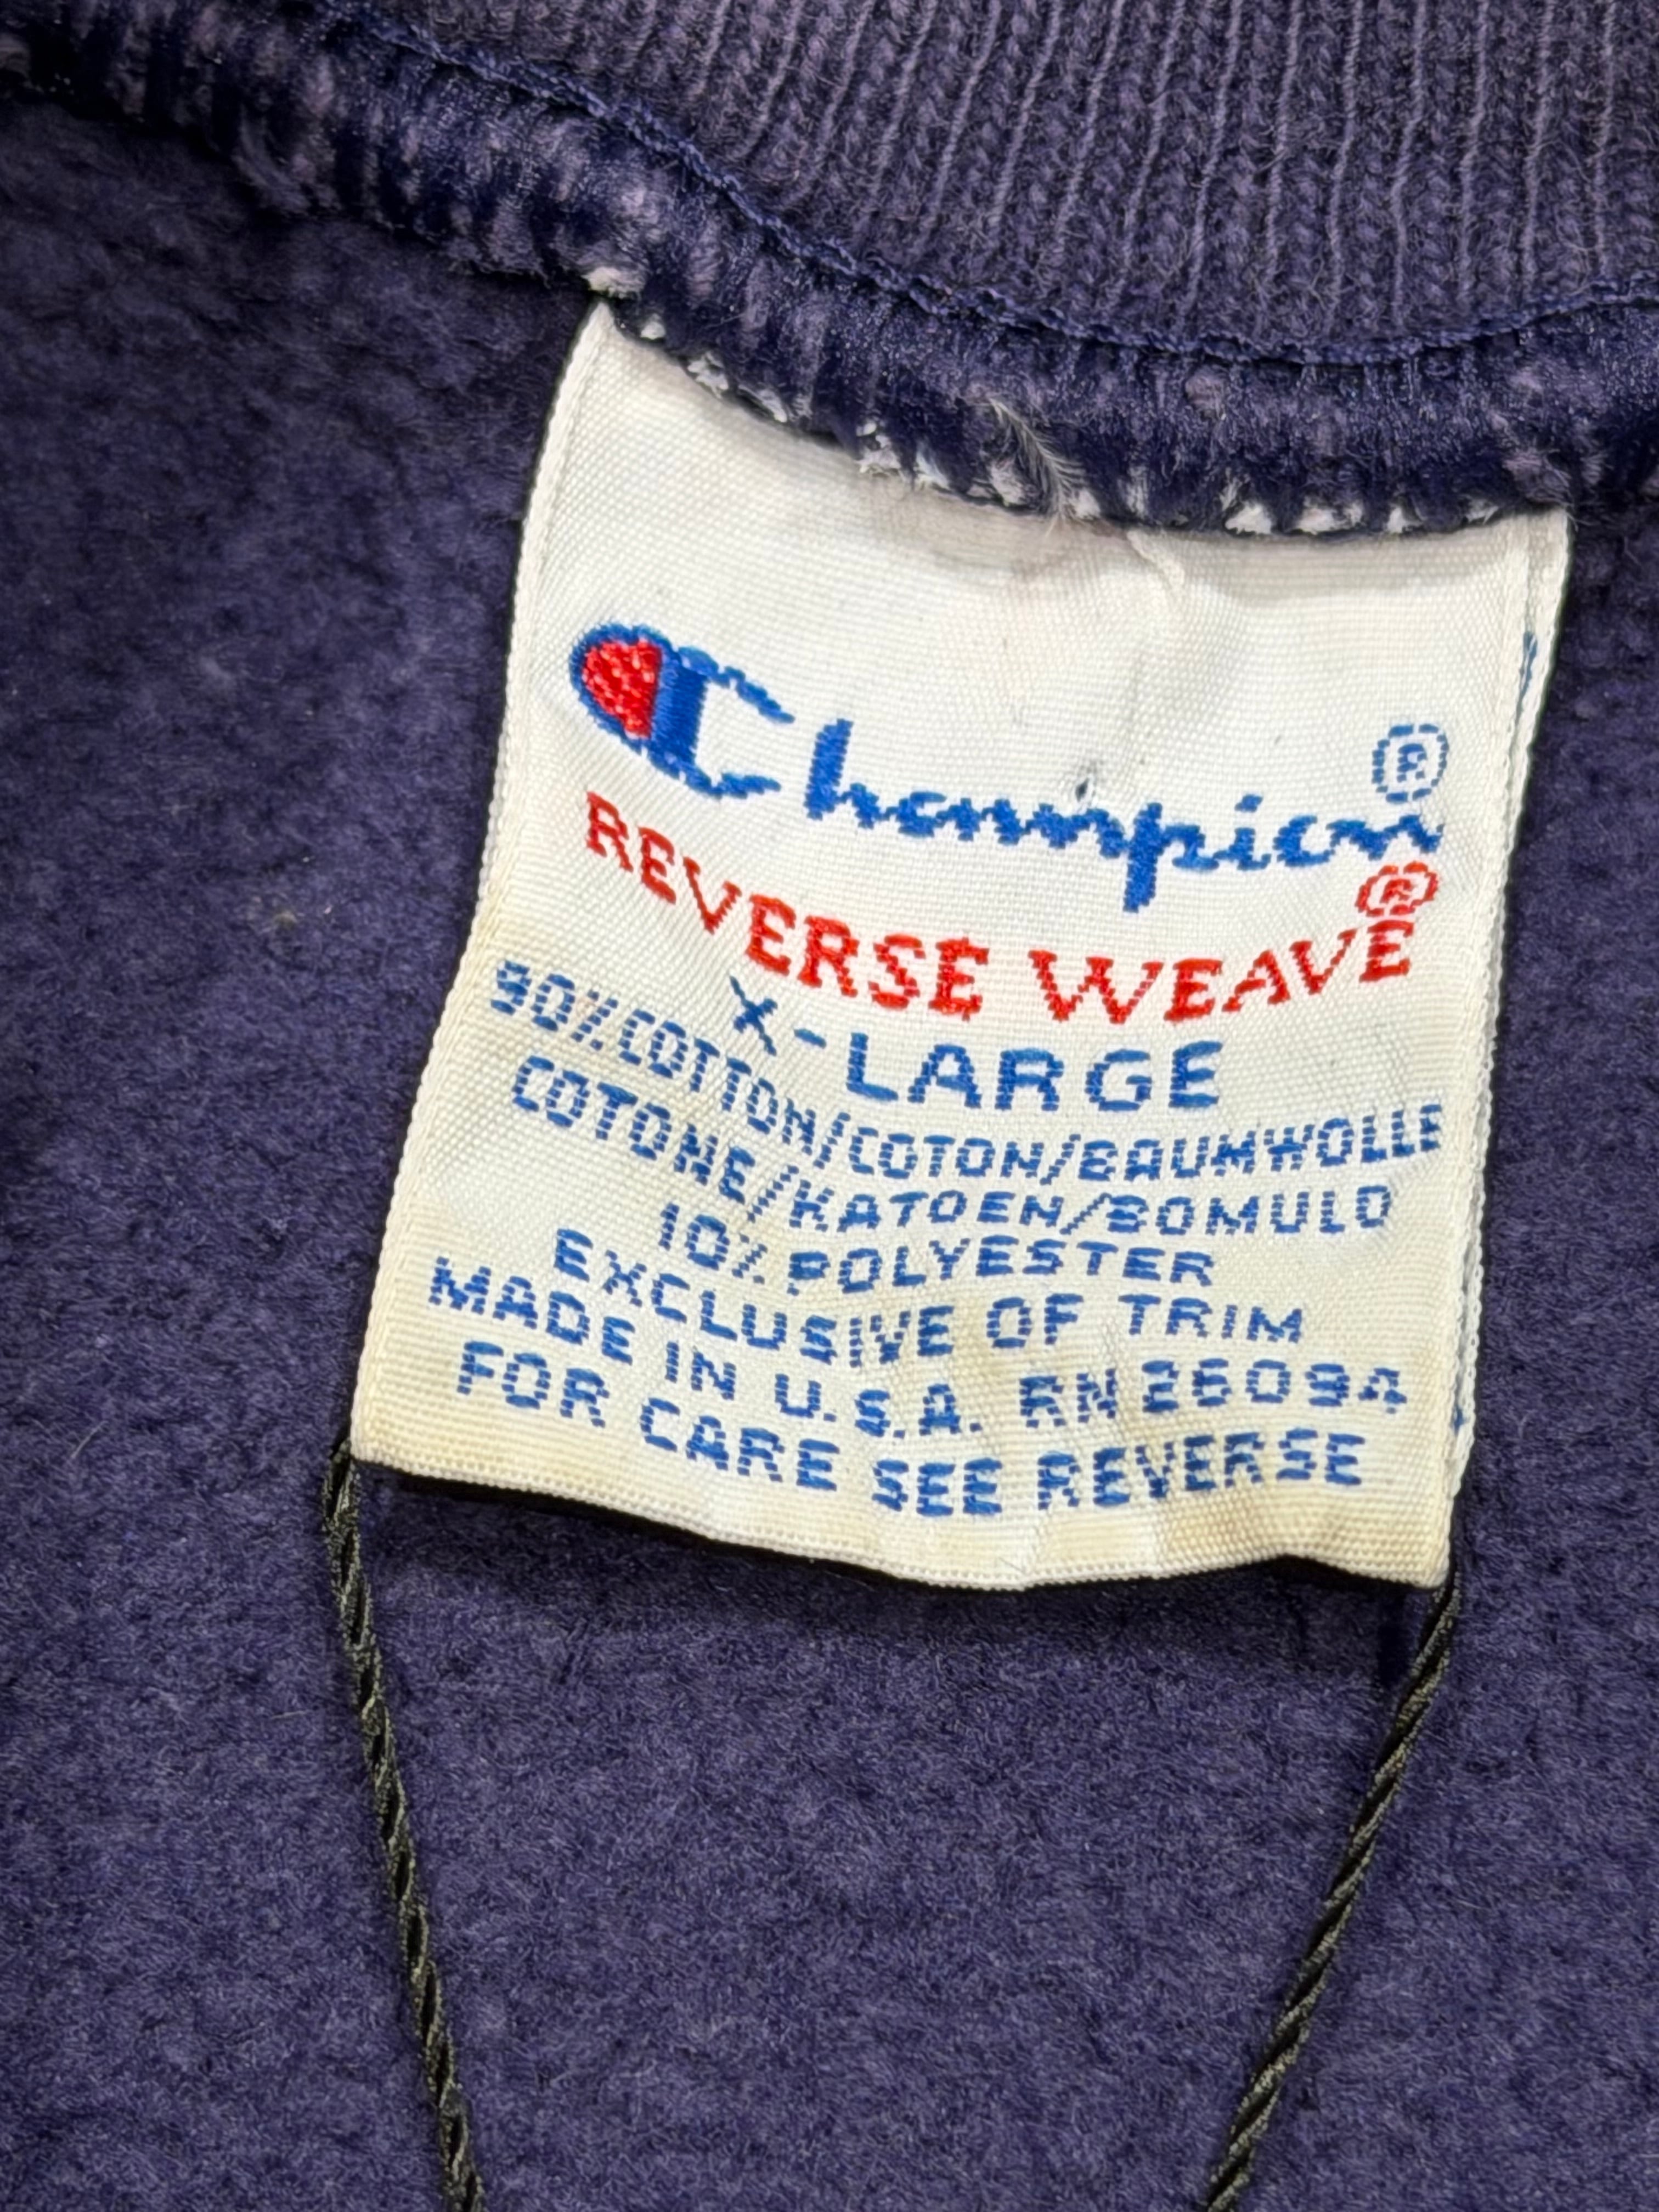 Champion®
REVERSE WEAVE®
X-LARGE
90%COTTON/COTON/BAUMWOLLE
COTONE/KATOEN/BOMULD
10% POLYESTER
EXCLUSIVE OF TRIM
MADE IN U.S.A. RN 26094
FOR CARE SEE REVERSE